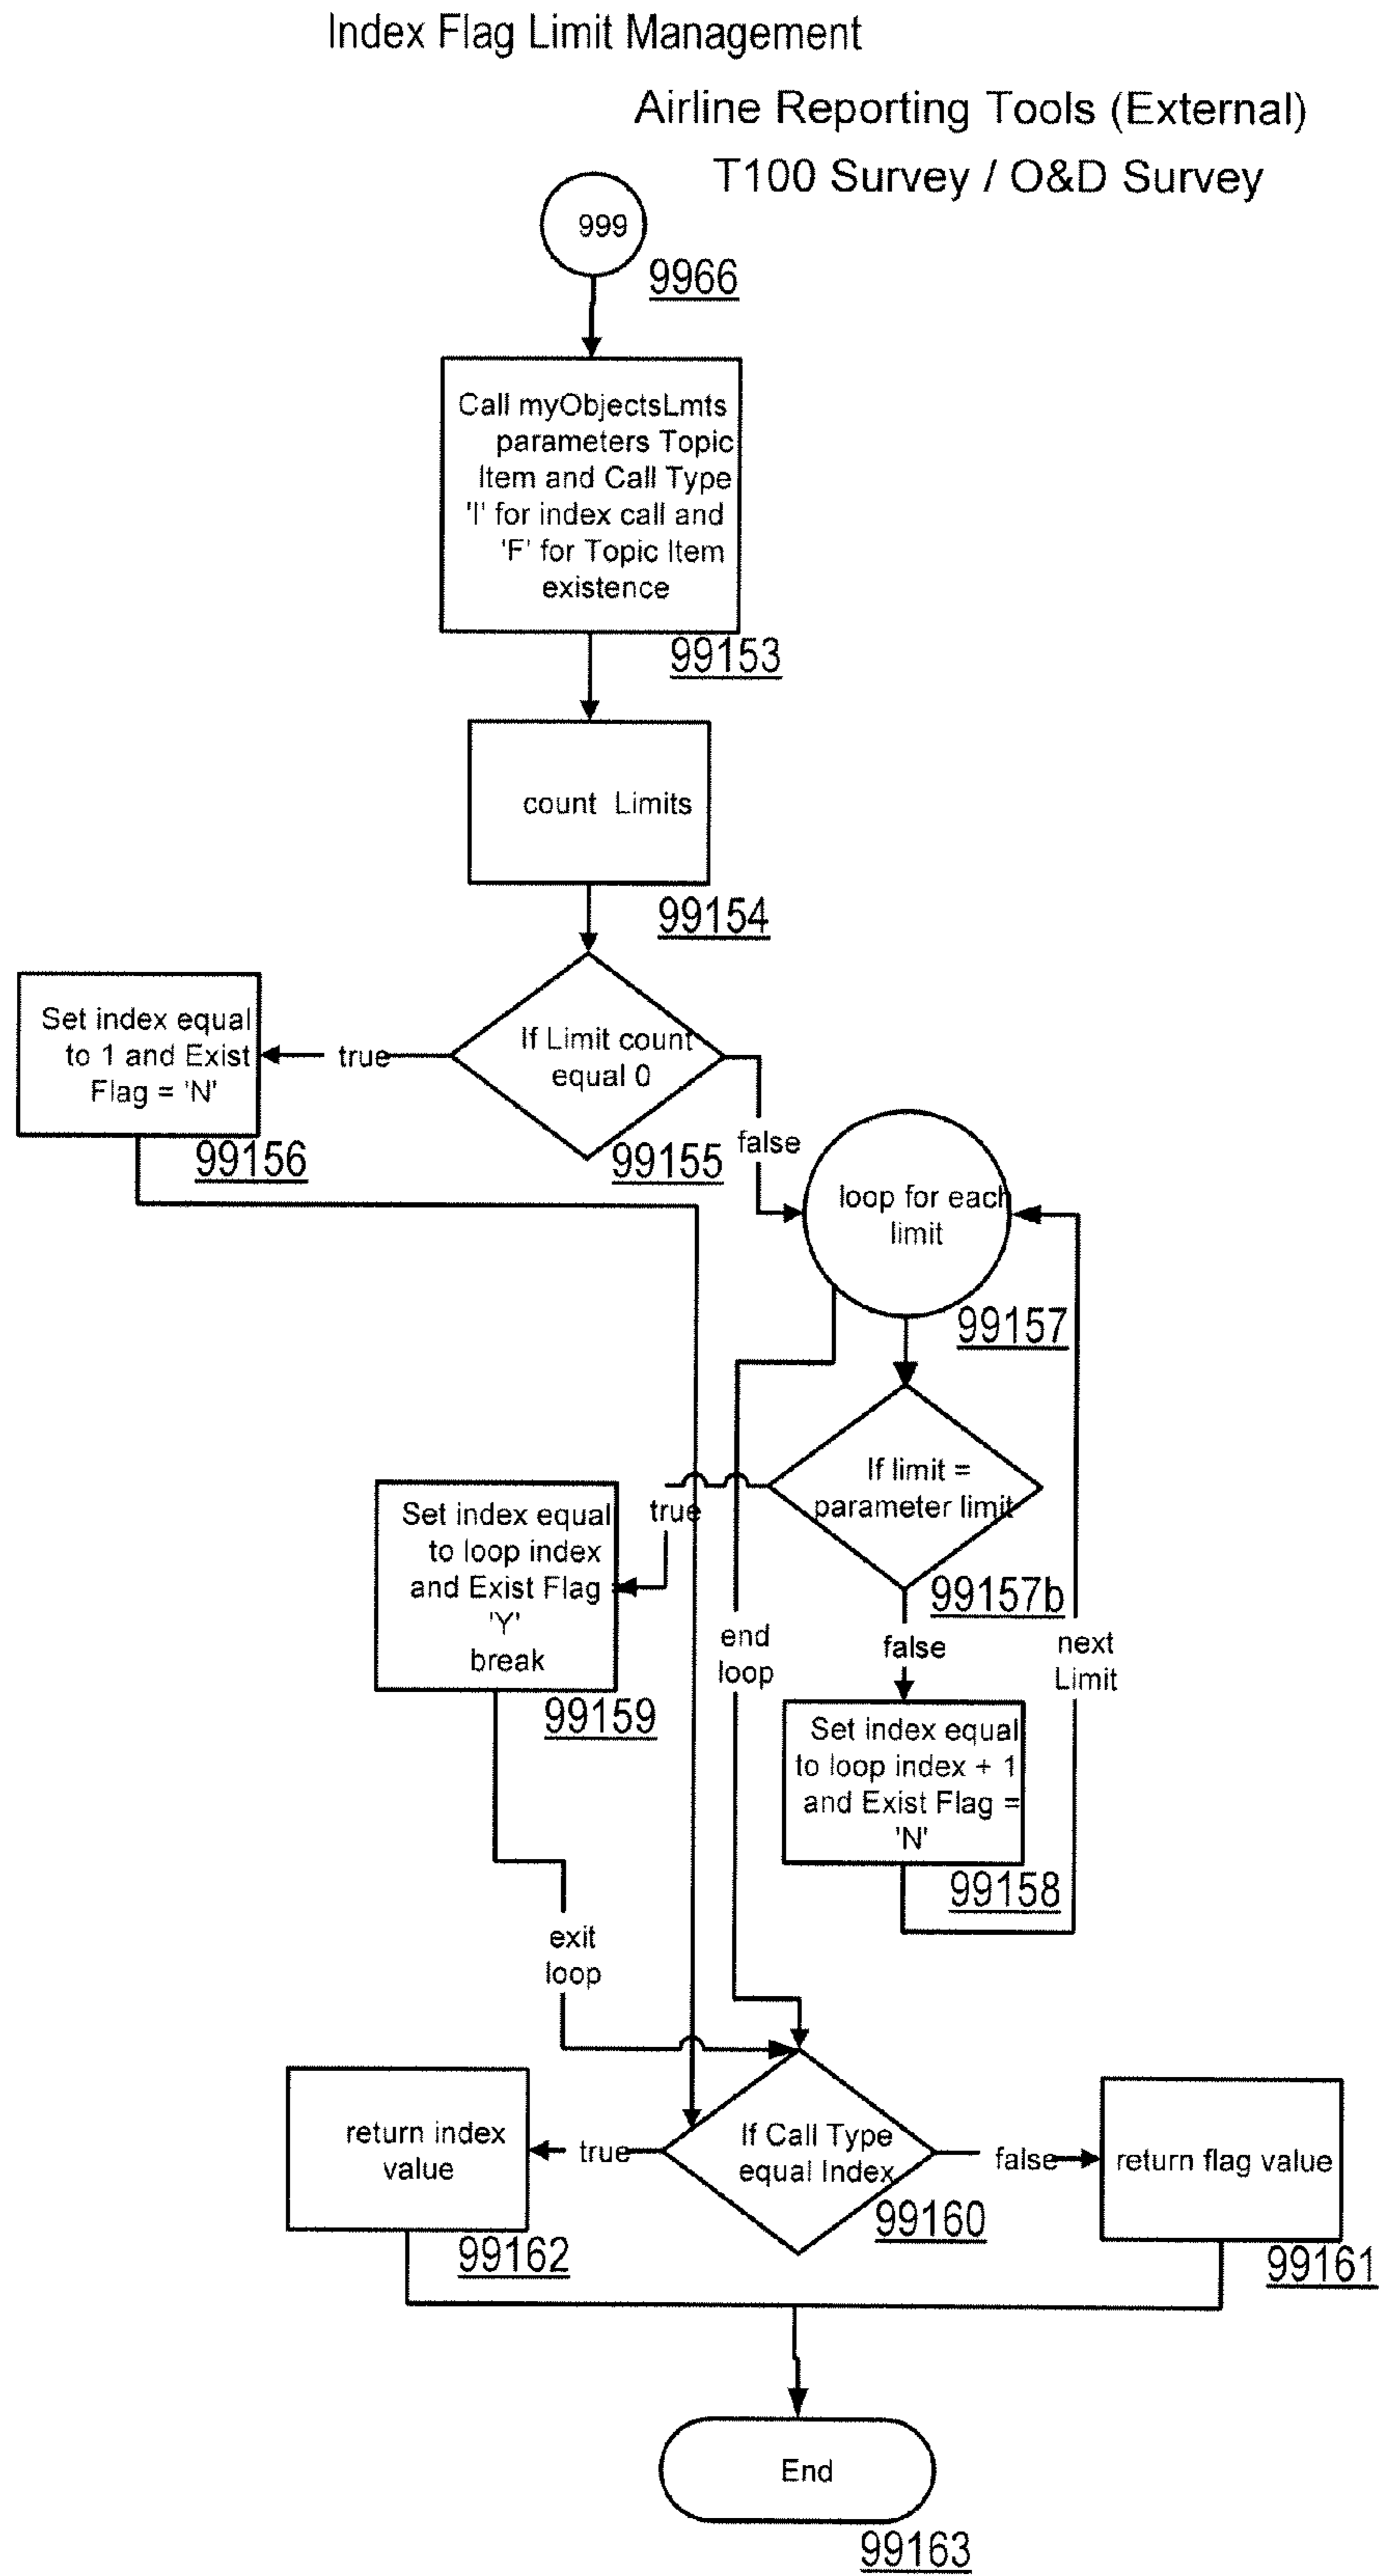 Index Flag Limit Management
Airline Reporting Tools (External)
T100 Survey / O&D Survey
999
9966
Call myObjectsLmts
parameters Topic
Item and Call Type
'I' for index call and
'F' for Topic Item
existence
99153
count Limits
99154
If Limit count
equal 0
99155
true
Set index equal
to 1 and Exist
Flag = 'N'
99156
false
loop for each
limit
99157
If limit =
parameter limit
99157b
true
Set index equal
to loop index
and Exist Flag
'Y'
break
99159
end
loop
false
next
Limit
Set index equal
to loop index + 1
and Exist Flag =
'N'
99158
exit
loop
If Call Type
equal Index
99160
true
return index
value
99162
false
return flag value
99161
End
99163